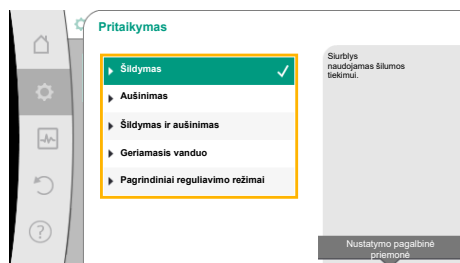 Pritaikymas
Šildymas
Aušinimas
Šildymas ir aušinimas
Geriamasis vanduo
Pagrindiniai reguliavimo režimai
Siurblys
naudojamas šilumos
tiekimui.
Nustatymo pagalbinė
priemonė